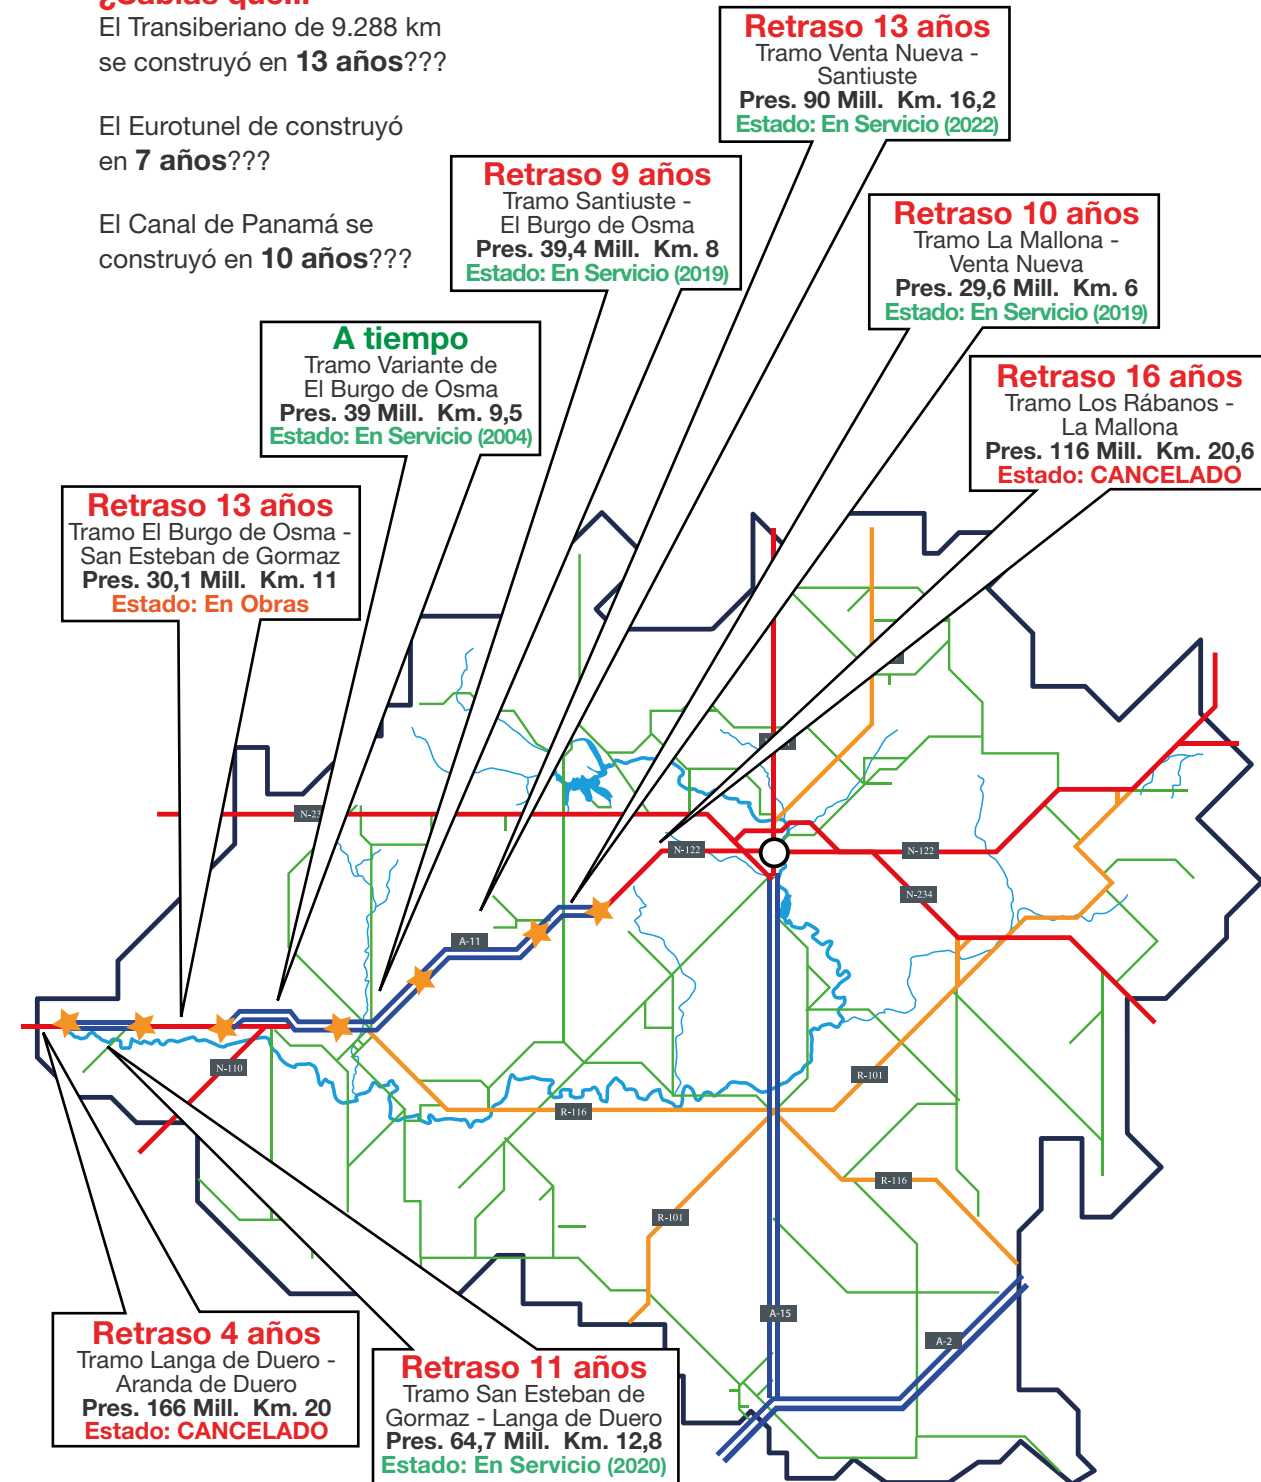 ¿Sabías que...
El Transiberiano de 9.288 km
se construyó en 13 años???
El Eurotunel de construyó
en 7 años???
El Canal de Panamá se
construyó en 10 años???
Retraso 13 años
Tramo Venta Nueva -
Santiuste
Pres. 90 Mill. Km. 16,2
Estado: En Servicio (2022)
Retraso 9 años
Tramo Santiuste -
El Burgo de Osma
Pres. 39,4 Mill. Km. 8
Estado: En Servicio (2019)
Retraso 10 años
Tramo La Mallona -
Venta Nueva
Pres. 29,6 Mill. Km. 6
Estado: En Servicio (2019)
A tiempo
Tramo Variante de
El Burgo de Osma
Pres. 39 Mill. Km. 9,5
Estado: En Servicio (2004)
Retraso 16 años
Tramo Los Rábanos -
La Mallona
Pres. 116 Mill. Km. 20,6
Estado: CANCELADO
Retraso 13 años
Tramo El Burgo de Osma -
San Esteban de Gormaz
Pres. 30,1 Mill. Km. 11
Estado: En Obras
N-23
N-122
N-122
N-234
A-11
N-110
R-101
R-116
R-116
R-101
A-15
A-2
Retraso 4 años
Tramo Langa de Duero -
Aranda de Duero
Pres. 166 Mill. Km. 20
Estado: CANCELADO
Retraso 11 años
Tramo San Esteban de
Gormaz - Langa de Duero
Pres. 64,7 Mill. Km. 12,8
Estado: En Servicio (2020)